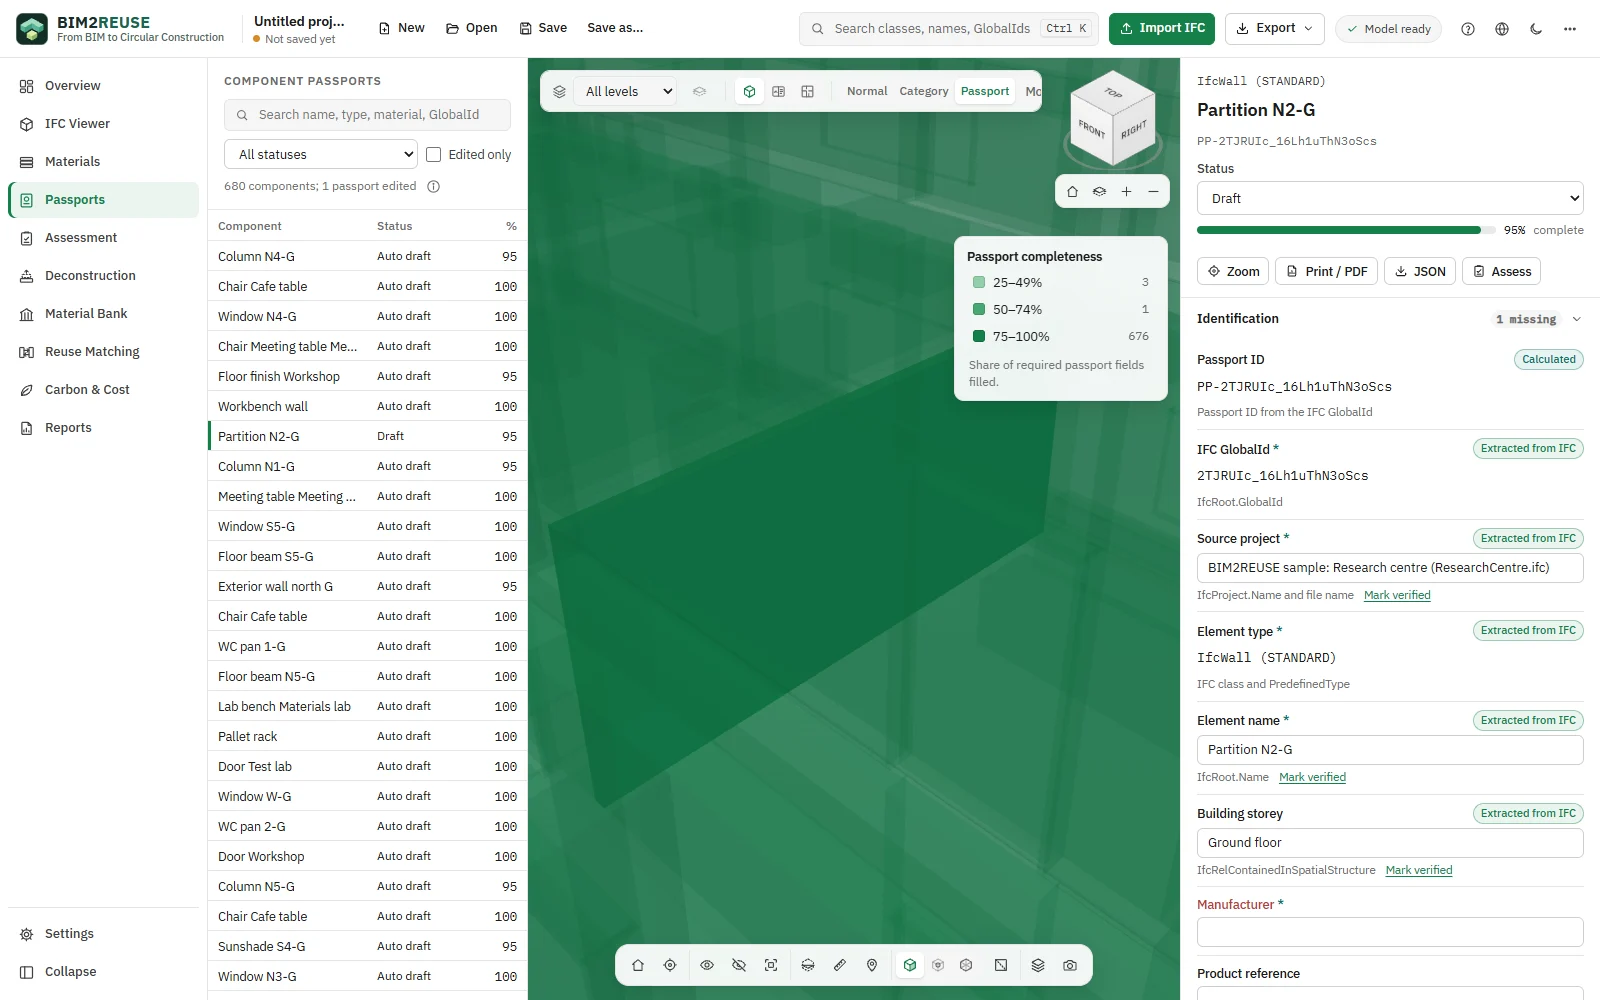 BIM2REUSE
From BIM to Circular Construction
Untitled proj...
Not saved yet
New
Open
Save
Save as...
Search classes, names, GlobalIds
Ctrl K
Import IFC
Export
Model ready
Overview
IFC Viewer
Materials
Passports
Assessment
Deconstruction
Material Bank
Reuse Matching
Carbon & Cost
Reports
Settings
Collapse
COMPONENT PASSPORTS
Search name, type, material, GlobalId
All statuses
Edited only
680 components; 1 passport edited
Component Status %
Column N4-G Auto draft 95
Chair Cafe table Auto draft 100
Window N4-G Auto draft 100
Chair Meeting table Me... Auto draft 100
Floor finish Workshop Auto draft 95
Workbench wall Auto draft 100
Partition N2-G Draft 95
Column N1-G Auto draft 95
Meeting table Meeting ... Auto draft 100
Window S5-G Auto draft 100
Floor beam S5-G Auto draft 100
Exterior wall north G Auto draft 95
Chair Cafe table Auto draft 100
WC pan 1-G Auto draft 100
Floor beam N5-G Auto draft 100
Lab bench Materials lab Auto draft 100
Pallet rack Auto draft 100
Door Test lab Auto draft 100
Window W-G Auto draft 100
WC pan 2-G Auto draft 100
Door Workshop Auto draft 100
Column N5-G Auto draft 95
Chair Cafe table Auto draft 100
Sunshade S4-G Auto draft 95
Window N3-G Auto draft 100
All levels
Normal
Category
Passport
Mo
TOP
FRONT
RIGHT
Passport completeness
25–49% 3
50–74% 1
75–100% 676
Share of required passport fields
filled.
IfcWall (STANDARD)
Partition N2-G
PP-2TJRUIc_16Lh1uThN3oScs
Status
Draft
95% complete
Zoom
Print / PDF
JSON
Assess
Identification
1 missing
Passport ID
Calculated
PP-2TJRUIc_16Lh1uThN3oScs
Passport ID from the IFC GlobalId
IFC GlobalId *
Extracted from IFC
2TJRUIc_16Lh1uThN3oScs
IfcRoot.GlobalId
Source project *
Extracted from IFC
BIM2REUSE sample: Research centre (ResearchCentre.ifc)
IfcProject.Name and file name
Mark verified
Element type *
Extracted from IFC
IfcWall (STANDARD)
IFC class and PredefinedType
Element name *
Extracted from IFC
Partition N2-G
IfcRoot.Name
Mark verified
Building storey
Extracted from IFC
Ground floor
IfcRelContainedInSpatialStructure
Mark verified
Manufacturer *
Product reference